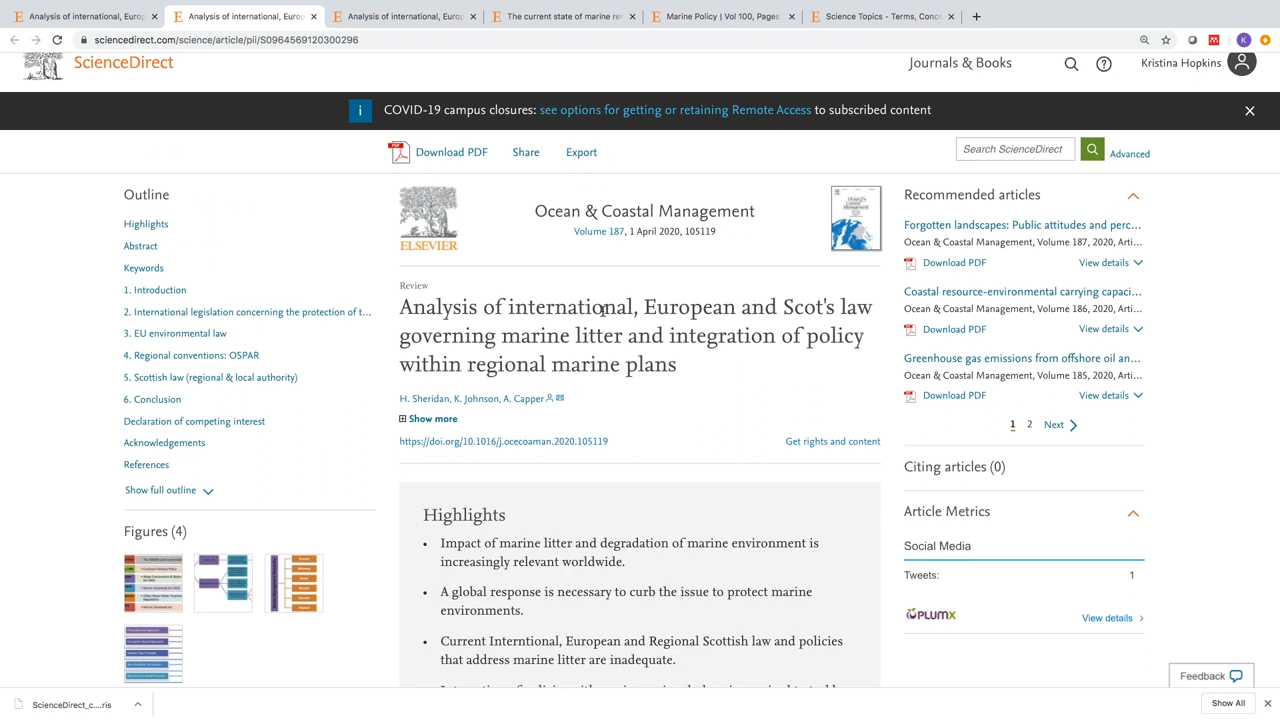 Analysis of international, Europ
Analysis of international, Europ
Analysis of international, Europ
The current state of marine re
Marine Policy | Vol 100, Pages
Science Topics - Terms, Conc
sciencedirect.com/science/article/pii/S0964569120300296
K
ScienceDirect
Journals & Books
Kristina Hopkins
COVID-19 campus closures: see options for getting or retaining Remote Access to subscribed content
Download PDF
Share
Export
Search ScienceDirect
Advanced
Outline
Highlights
Abstract
Keywords
1. Introduction
2. International legislation concerning the protection of t...
3. EU environmental law
4. Regional conventions: OSPAR
5. Scottish law (regional & local authority)
6. Conclusion
Declaration of competing interest
Acknowledgements
References
Show full outline
Figures (4)
ELSEVIER
Ocean & Coastal Management
Volume 187, 1 April 2020, 105119
Review
Analysis of international, European and Scot's law
governing marine litter and integration of policy
within regional marine plans
H. Sheridan, K. Johnson, A. Capper
Show more
https://doi.org/10.1016/j.ocecoaman.2020.105119
Get rights and content
Highlights
• Impact of marine litter and degradation of marine environment is
increasingly relevant worldwide.
• A global response is necessary to curb the issue to protect marine
environments.
• Current International, European and Regional Scottish law and policies
that address marine litter are inadequate.
Recommended articles
Forgotten landscapes: Public attitudes and perc...
Ocean & Coastal Management, Volume 187, 2020, Arti...
Download PDF
View details
Coastal resource-environmental carrying capaci...
Ocean & Coastal Management, Volume 186, 2020, Arti...
Download PDF
View details
Greenhouse gas emissions from offshore oil an...
Ocean & Coastal Management, Volume 185, 2020, Arti...
Download PDF
View details
1 2 Next
Citing articles (0)
Article Metrics
Social Media
Tweets: 1
PLUMX
View details
Feedback
ScienceDirect_c....ris
Show All